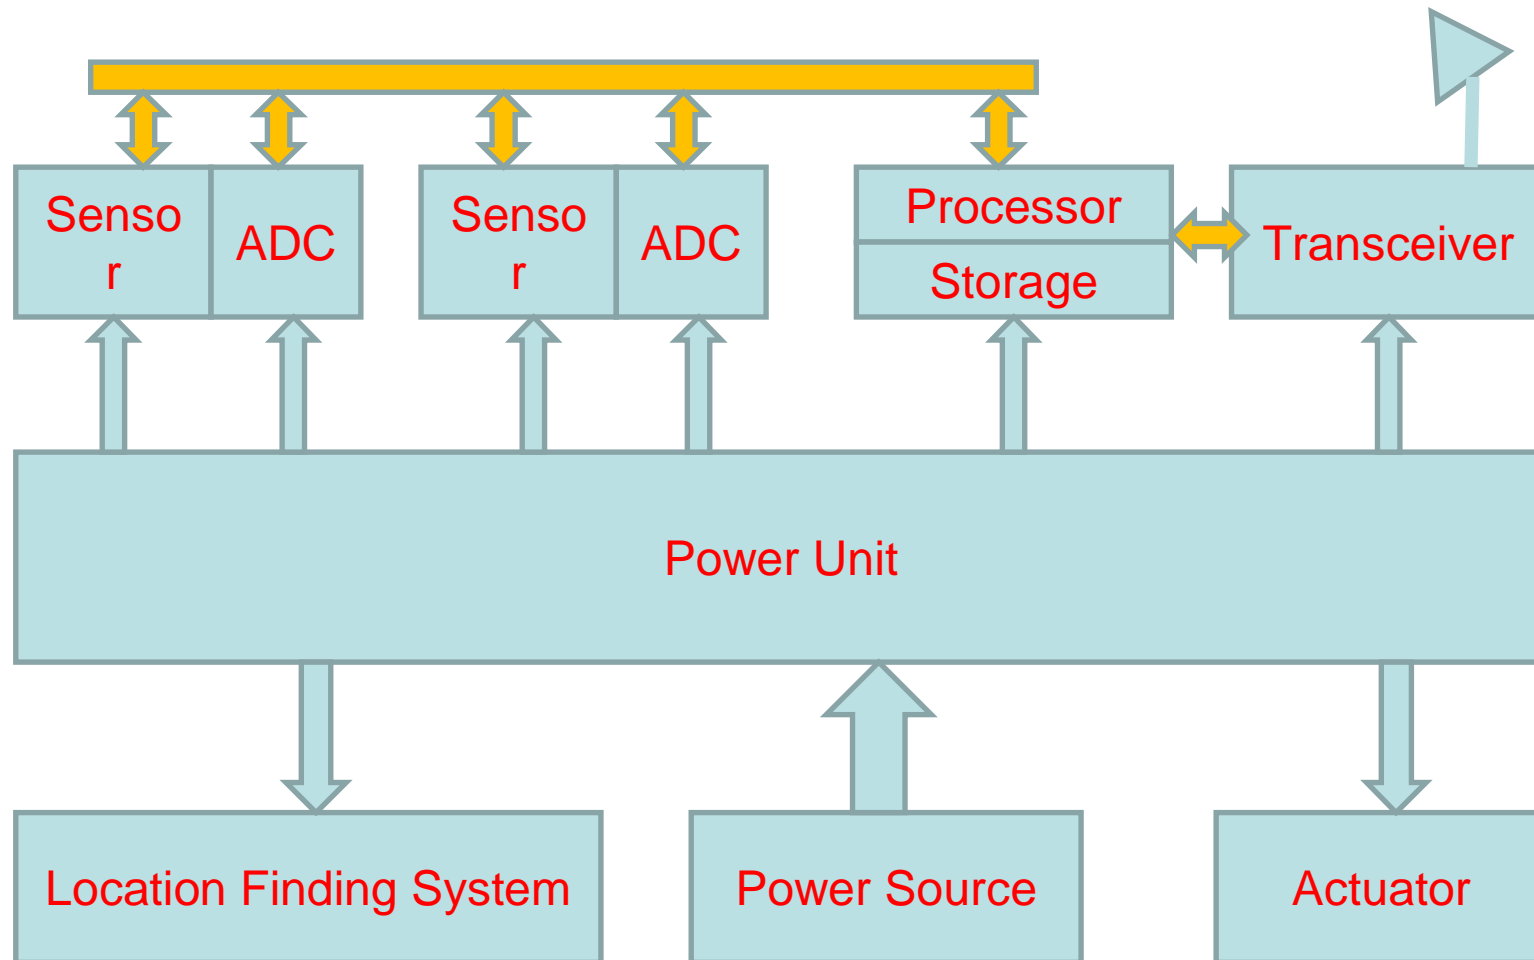 Senso
r
ADC
Senso
r
ADC
Processor
Storage
Transceiver
Power Unit
Location Finding System
Power Source
Actuator